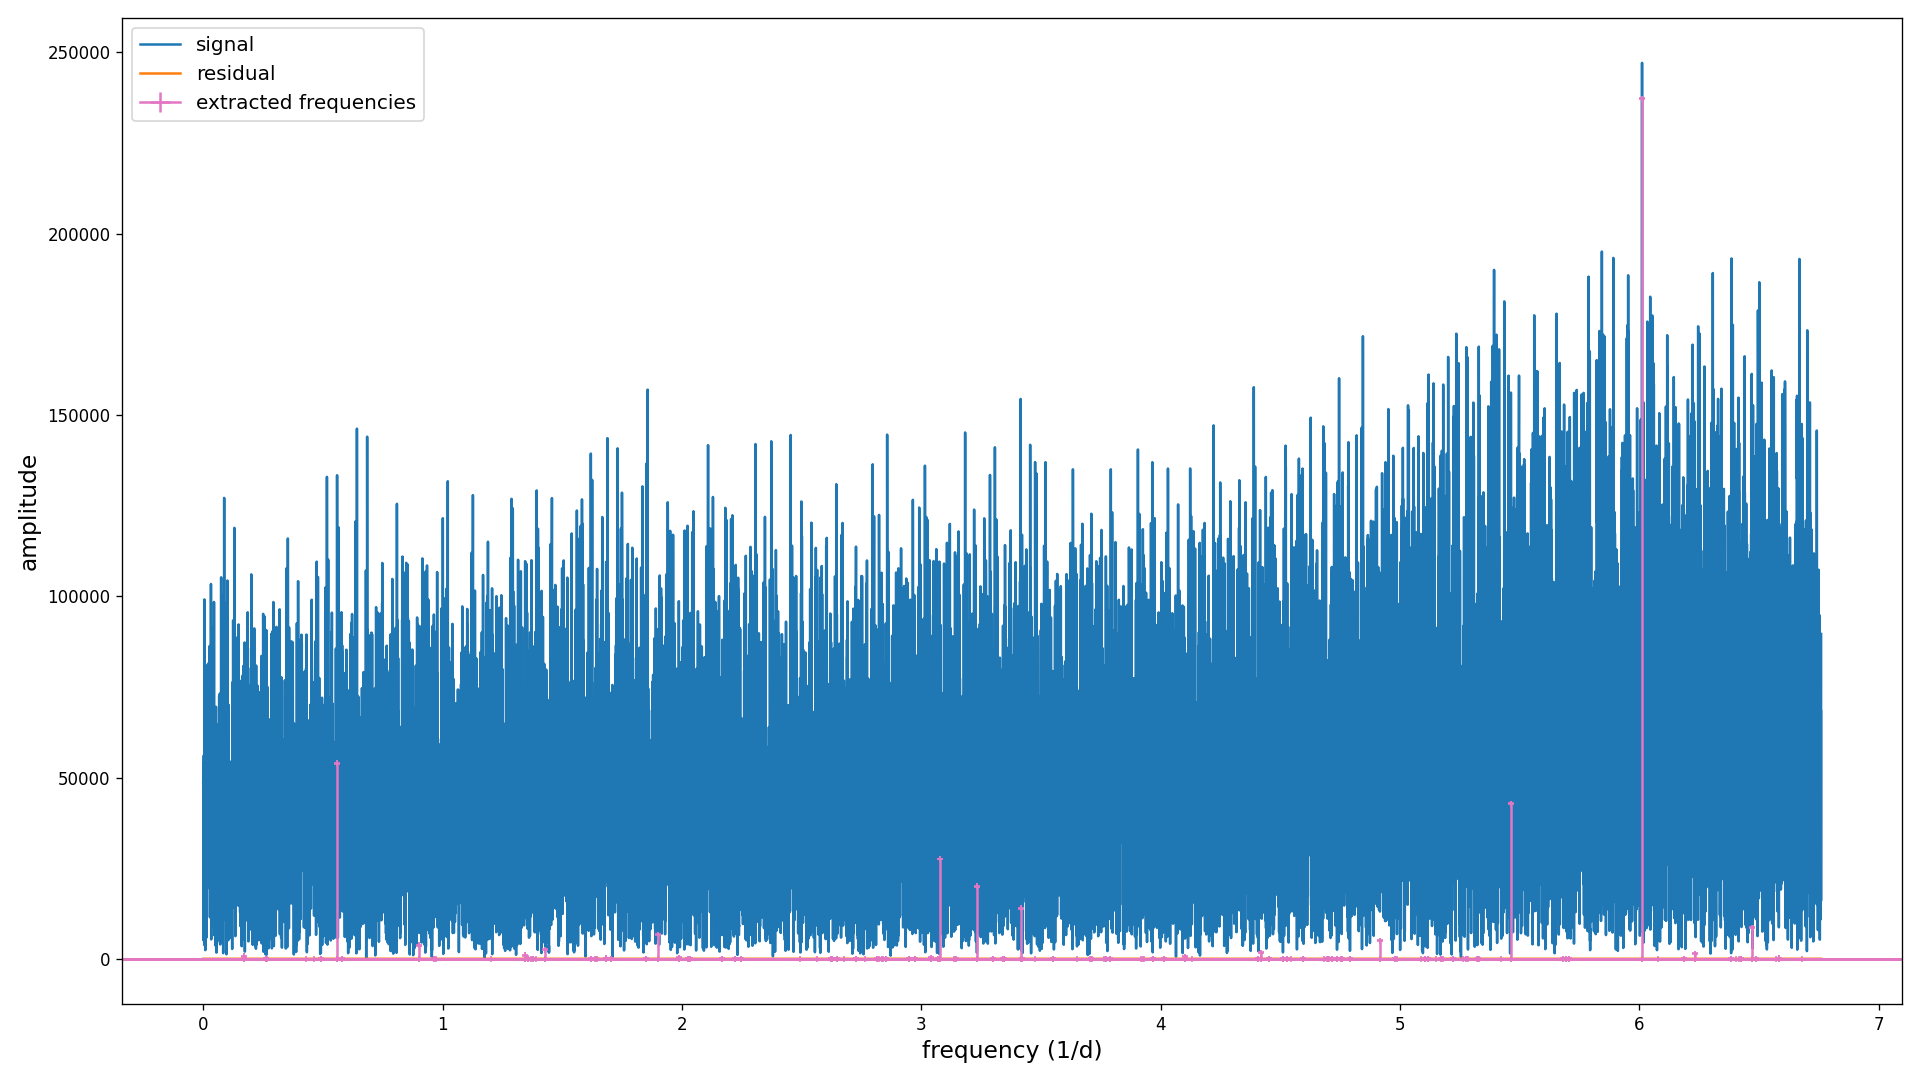 signal
residual
extracted frequencies
250000
200000
150000
100000
50000
0
amplitude
0 1 2 3 4 5 6 7
frequency (1/d)